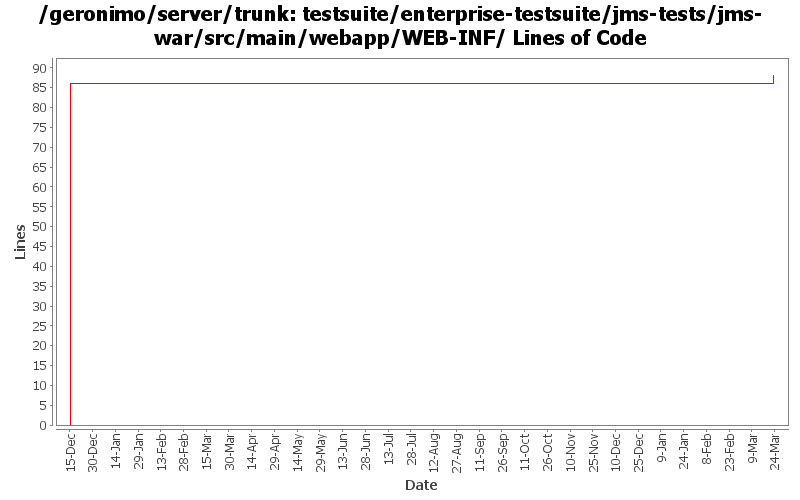 /geronimo/server/trunk: testsuite/enterprise-testsuite/jms-tests/jms-
war/src/main/webapp/WEB-INF/ Lines of Code
Lines
90
85
80
75
70
65
60
55
50
45
40
35
30
25
20
15
10
5
0
15-Dec
30-Dec
14-Jan
29-Jan
13-Feb
28-Feb
15-Mar
30-Mar
14-Apr
29-Apr
14-May
29-May
13-Jun
28-Jun
13-Jul
28-Jul
12-Aug
27-Aug
11-Sep
26-Sep
11-Oct
26-Oct
10-Nov
25-Nov
10-Dec
25-Dec
9-Jan
24-Jan
8-Feb
23-Feb
9-Mar
24-Mar
Date